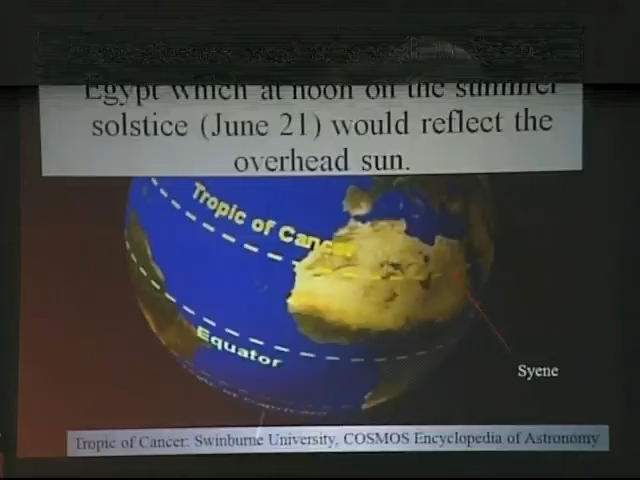 Egypt which at noon on the summer
solstice (June 21) would reflect the
overhead sun.
Tropic of Cancer
Equator
Syene
Tropic of Cancer: Swinburne University, COSMOS Encyclopedia of Astronomy